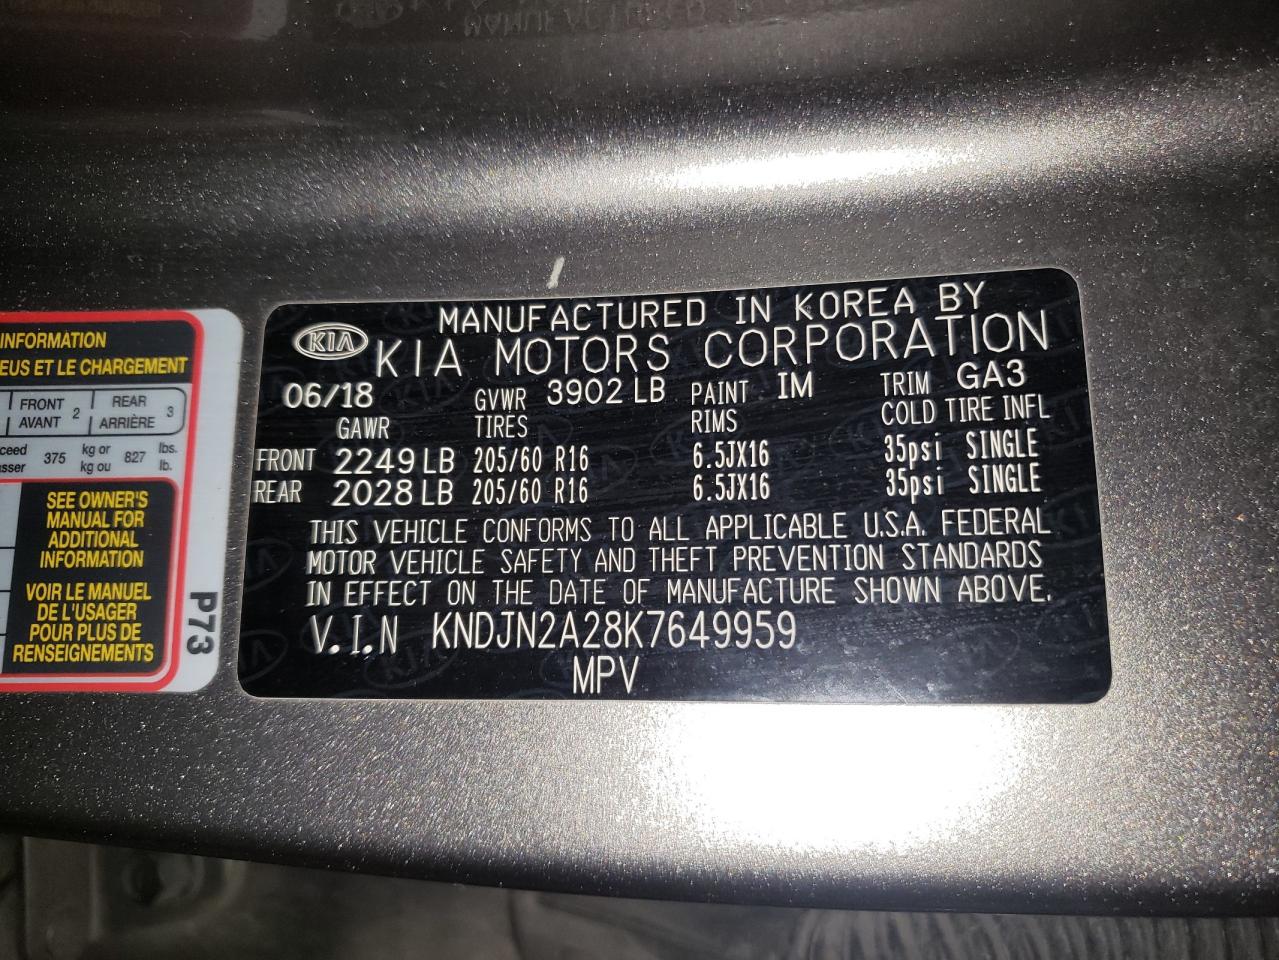 INFORMATION
EUS ET LE CHARGEMENT
FRONT
AVANT 2
REAR
ARRIÈRE 3
375 kg or
kg ou 827 lbs.
lb.
SEE OWNER'S
MANUAL FOR
ADDITIONAL
INFORMATION
VOIR LE MANUEL
DE L'USAGER
POUR PLUS DE
RENSEIGNEMENTS
P73
KIA
MANUFACTURED IN KOREA BY
KIA MOTORS CORPORATION
06/18 GVWR 3902 LB PAINT IM TRIM GA3
GAWR TIRES RIMS COLD TIRE INFL
FRONT 2249 LB 205/60 R16 6.5JX16 35psi SINGLE
REAR 2028 LB 205/60 R16 6.5JX16 35psi SINGLE
THIS VEHICLE CONFORMS TO ALL APPLICABLE U.S.A. FEDERAL
MOTOR VEHICLE SAFETY AND THEFT PREVENTION STANDARDS
IN EFFECT ON THE DATE OF MANUFACTURE SHOWN ABOVE.
V.I.N KNDJN2A28K7649959
MPV